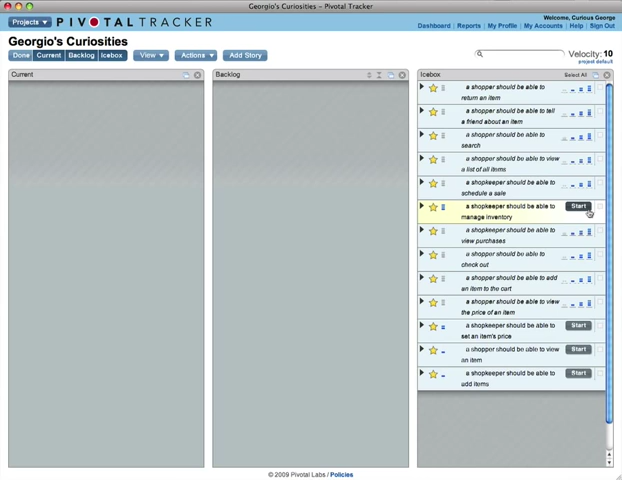 Georgio's Curiosities – Pivotal Tracker
Projects ▾ PIVOTAL TRACKER
Welcome, Curious George
Dashboard | Reports | My Profile | My Accounts | Help | Sign Out
Georgio's Curiosities
Done Current Backlog Icebox View ▾ Actions ▾ Add Story
Velocity: 10
project default
Current
Backlog
Icebox Select All
a shopper should be able to
return an item
a shopper should be able to tell
a friend about an item
a shopper should be able to
search
a shopper should be able to view
a list of all items
a shopkeeper should be able to
schedule a sale
a shopkeeper should be able to Start
manage inventory
a shopkeeper should be able to
view purchases
a shopper should be able to
check out
a shopper should be able to add
an item to the cart
a shopper should be able to view
the price of an item
a shopkeeper should be able to Start
set an item's price
a shopper should be able to view Start
an item
a shopkeeper should be able to Start
add items
© 2009 Pivotal Labs / Policies